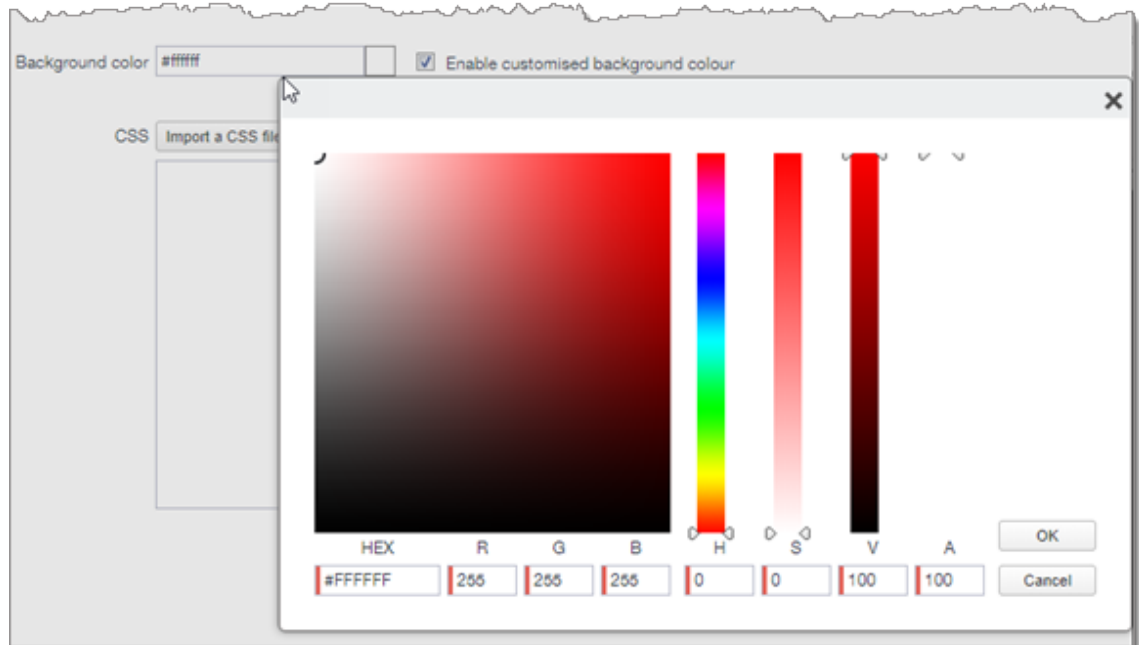 Background color #ffffff Enable customised background colour
CSS Import a CSS file
HEX R G B H S V A OK
#FFFFFF 255 255 255 0 0 100 100 Cancel